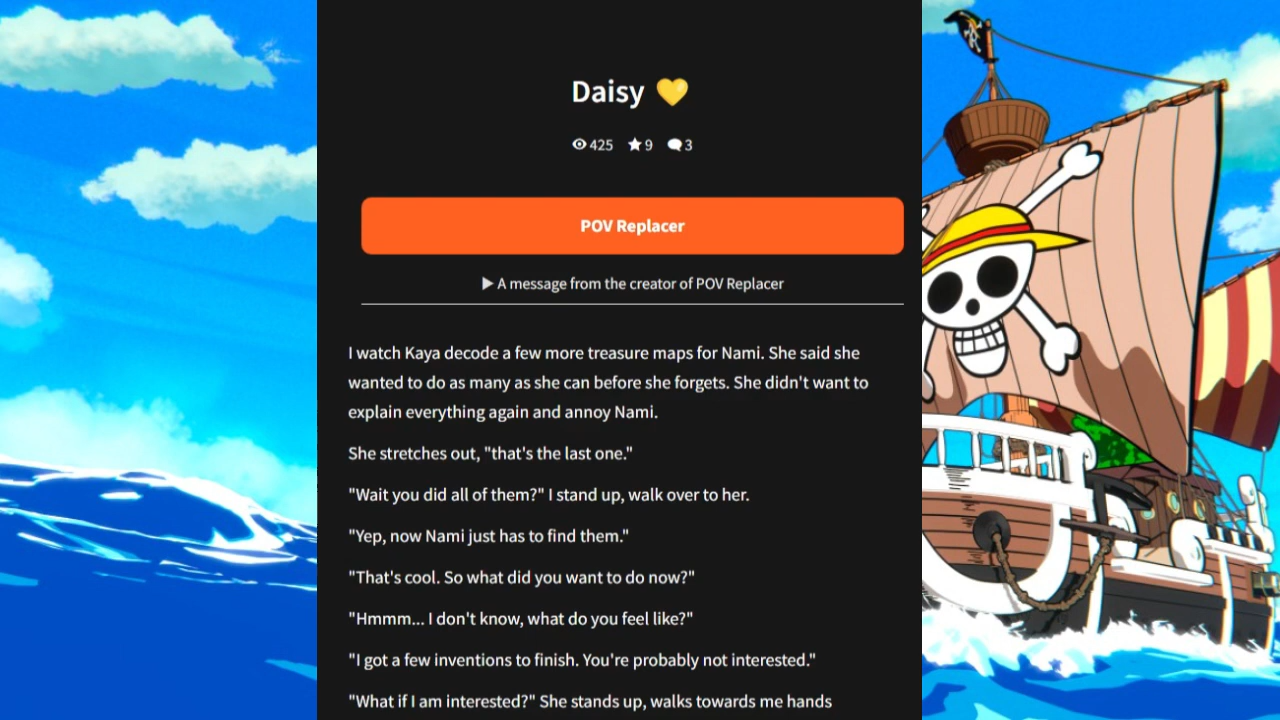 Daisy 💛
425 9 3
POV Replacer
▶ A message from the creator of POV Replacer
I watch Kaya decode a few more treasure maps for Nami. She said she
wanted to do as many as she can before she forgets. She didn't want to
explain everything again and annoy Nami.
She stretches out, "that's the last one."
"Wait you did all of them?" I stand up, walk over to her.
"Yep, now Nami just has to find them."
"That's cool. So what did you want to do now?"
"Hmmm... I don't know, what do you feel like?"
"I got a few inventions to finish. You're probably not interested."
"What if I am interested?" She stands up, walks towards me hands